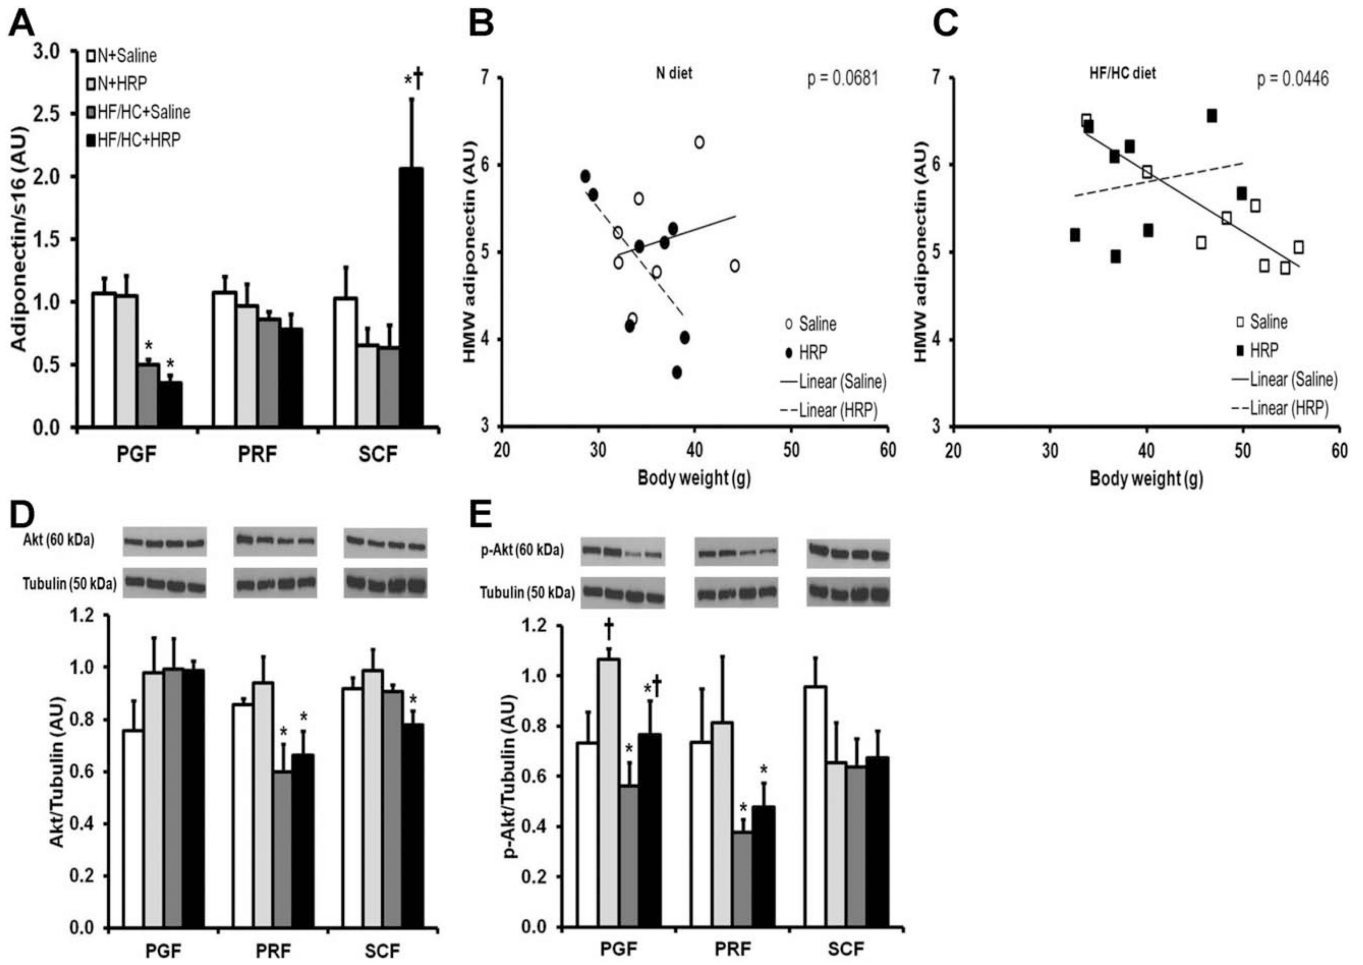 A
Adiponectin/s16 (AU)
3.0
2.5
2.0
1.5
1.0
0.5
0.0
N+Saline
N+HRP
HF/HC+Saline
HF/HC+HRP
*
*
*†
PGF
PRF
SCF
B
N diet
p = 0.0681
HMW adiponectin (AU)
7
6
5
4
3
Saline
HRP
Linear (Saline)
Linear (HRP)
20
30
40
50
60
Body weight (g)
C
HF/HC diet
p = 0.0446
HMW adiponectin (AU)
7
6
5
4
3
Saline
HRP
Linear (Saline)
Linear (HRP)
20
30
40
50
60
Body weight (g)
D
Akt (60 kDa)
Tubulin (50 kDa)
Akt/Tubulin (AU)
1.2
1.0
0.8
0.6
0.4
0.2
0.0
*
*
*
PGF
PRF
SCF
E
p-Akt (60 kDa)
Tubulin (50 kDa)
p-Akt/Tubulin (AU)
1.2
1.0
0.8
0.6
0.4
0.2
0.0
†
*
*†
*
*
PGF
PRF
SCF